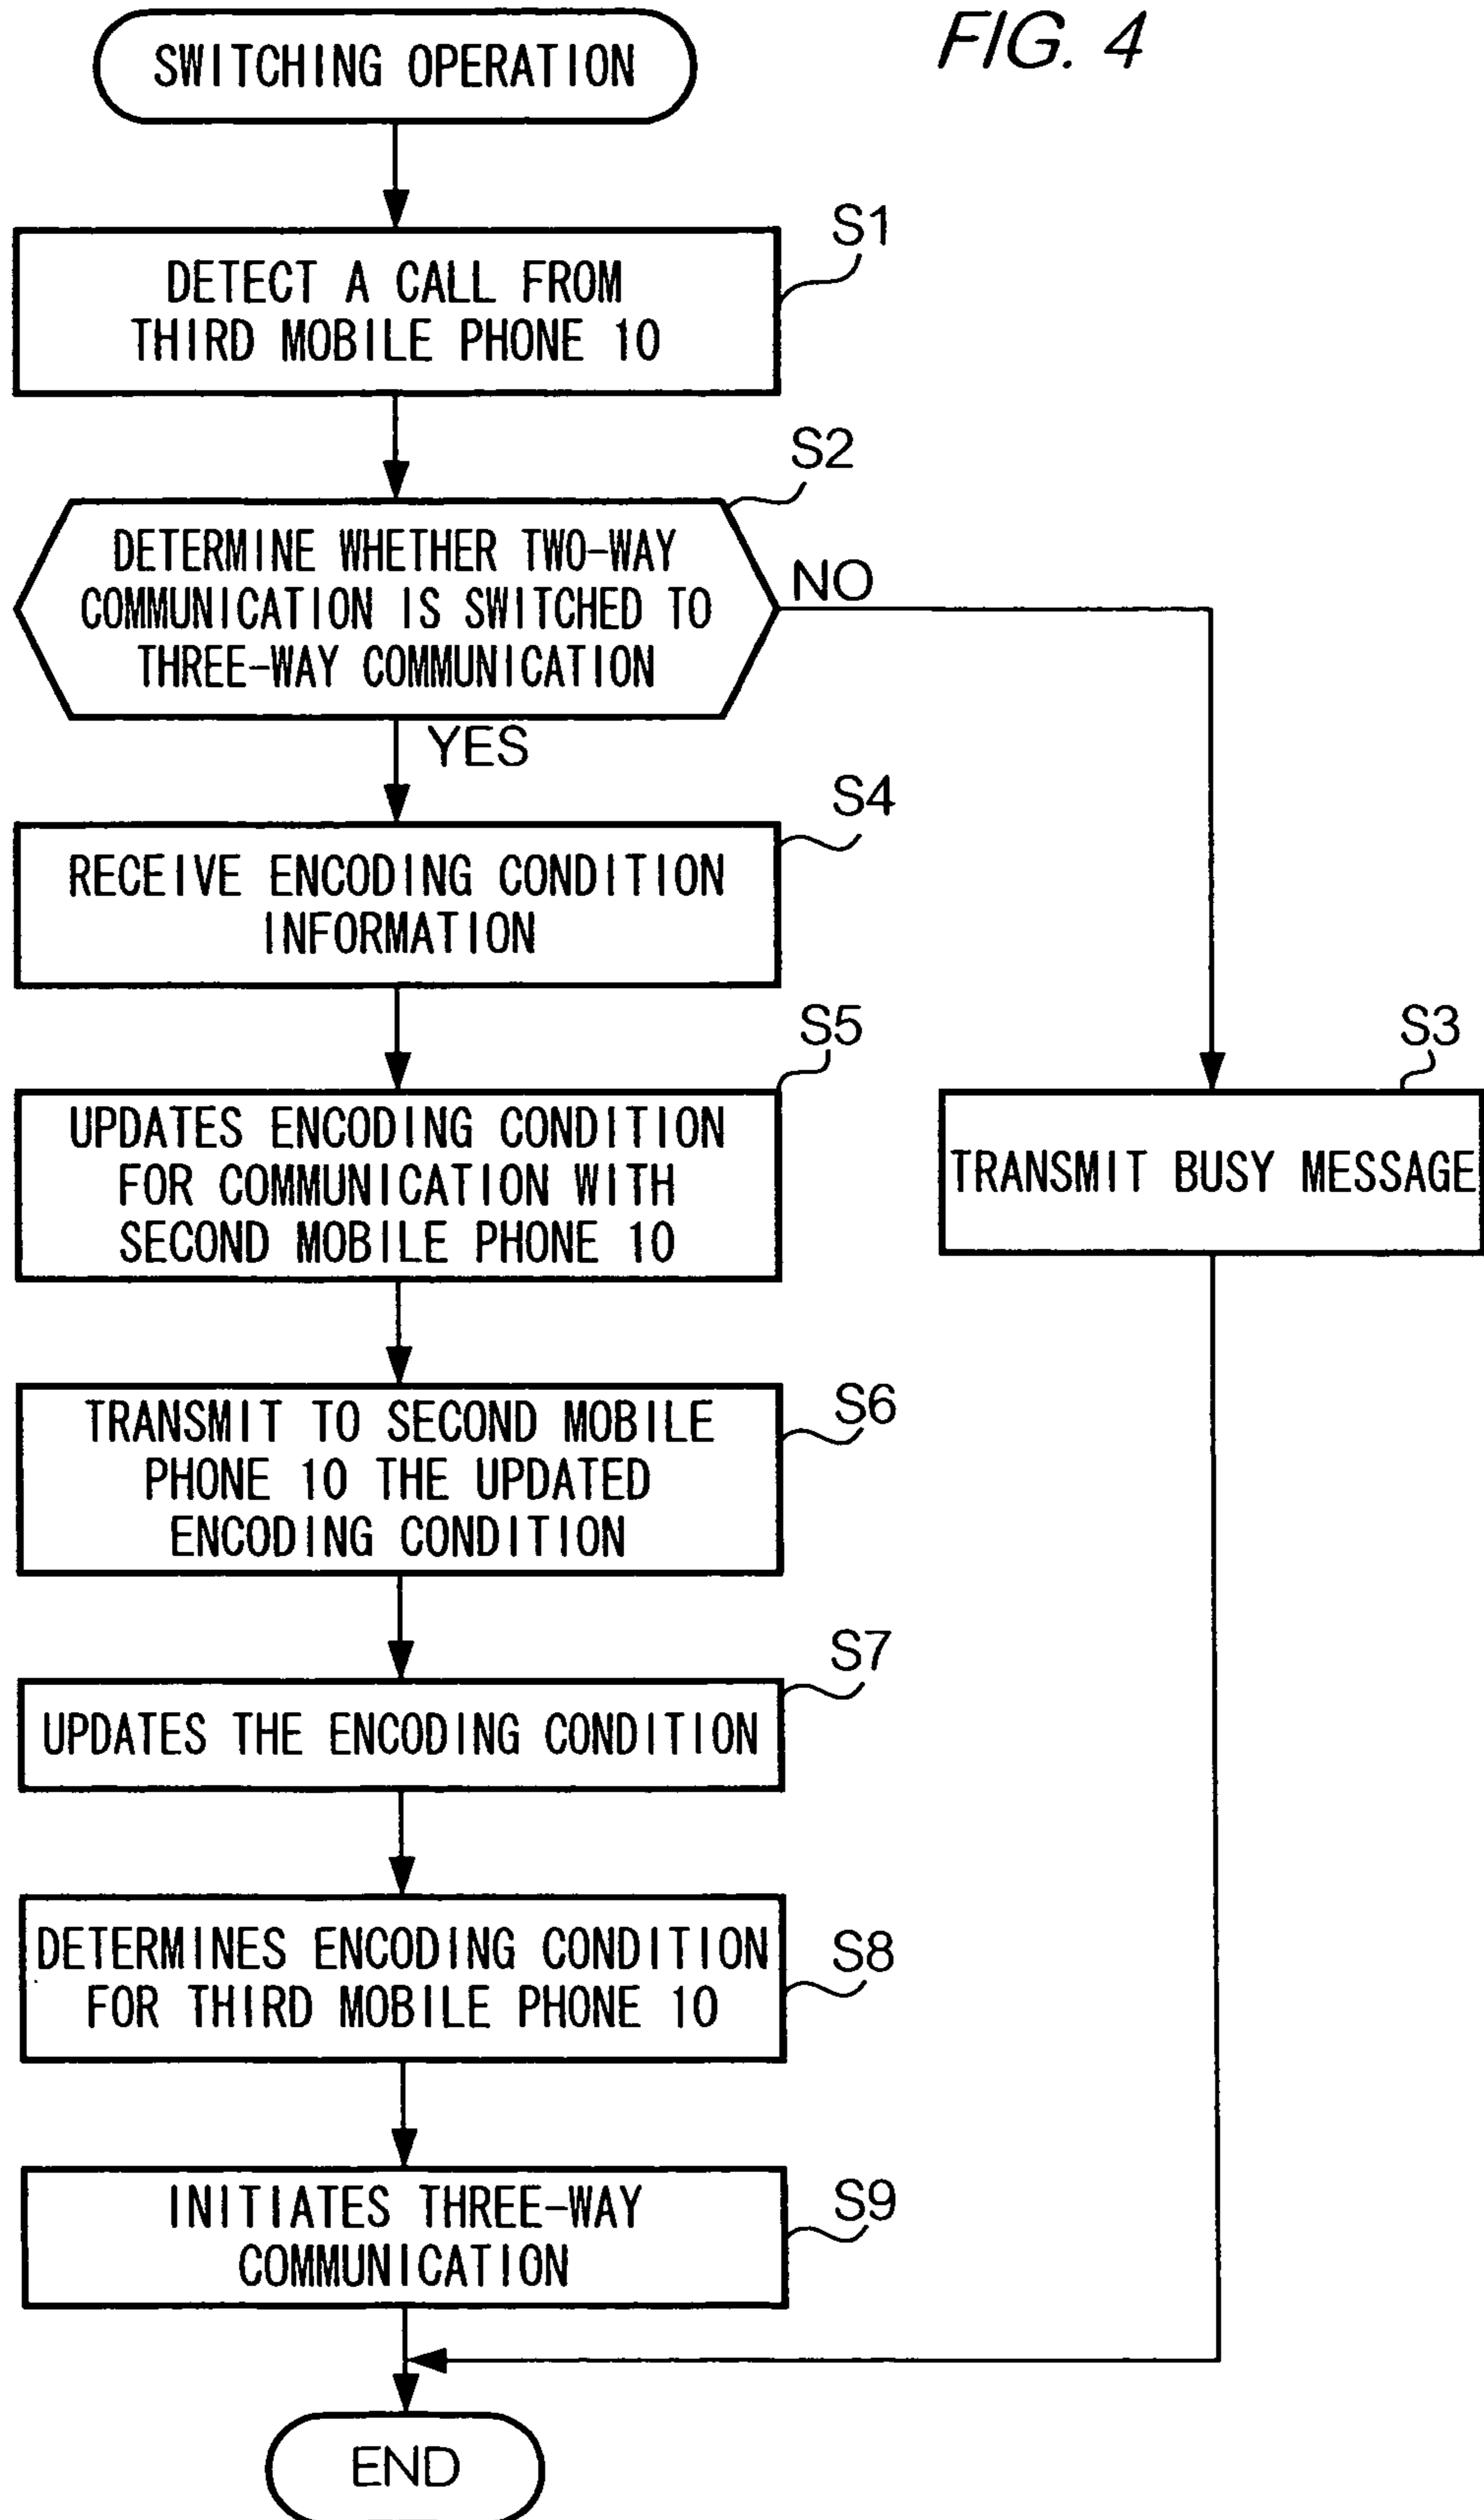 FIG. 4
SWITCHING OPERATION
S1
DETECT A CALL FROM
THIRD MOBILE PHONE 10
S2
DETERMINE WHETHER TWO-WAY
COMMUNICATION IS SWITCHED TO
THREE-WAY COMMUNICATION
NO
YES
S4
RECEIVE ENCODING CONDITION
INFORMATION
S5
UPDATES ENCODING CONDITION
FOR COMMUNICATION WITH
SECOND MOBILE PHONE 10
S3
TRANSMIT BUSY MESSAGE
S6
TRANSMIT TO SECOND MOBILE
PHONE 10 THE UPDATED
ENCODING CONDITION
S7
UPDATES THE ENCODING CONDITION
S8
DETERMINES ENCODING CONDITION
FOR THIRD MOBILE PHONE 10
S9
INITIATES THREE-WAY
COMMUNICATION
END